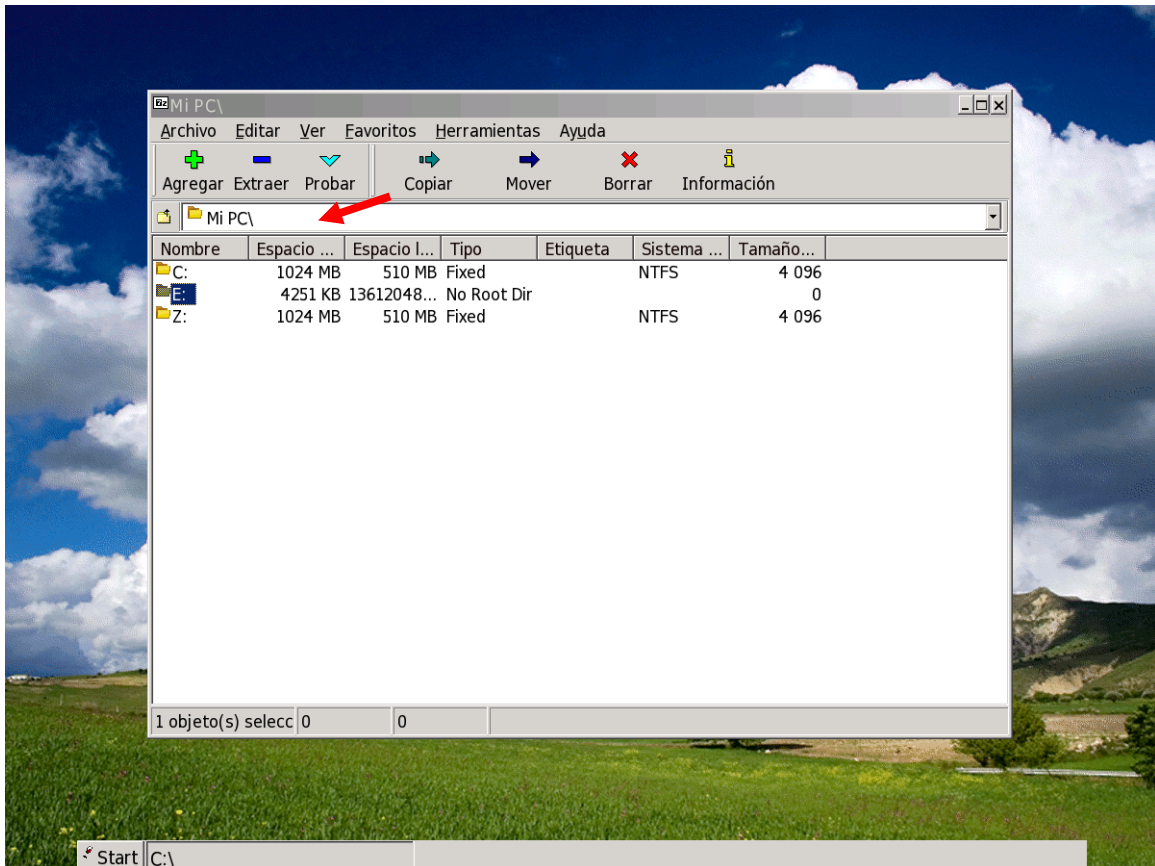 Mi PC\
Archivo Editar Ver Favoritos Herramientas Ayuda
Agregar Extraer Probar Copiar Mover Borrar Información
Mi PC\
Nombre Espacio ... Espacio l... Tipo Etiqueta Sistema ... Tamaño...
C: 1024 MB 510 MB Fixed NTFS 4 096
E: 4251 KB 13612048... No Root Dir 0
Z: 1024 MB 510 MB Fixed NTFS 4 096
1 objeto(s) selecc 0 0
Start C:\